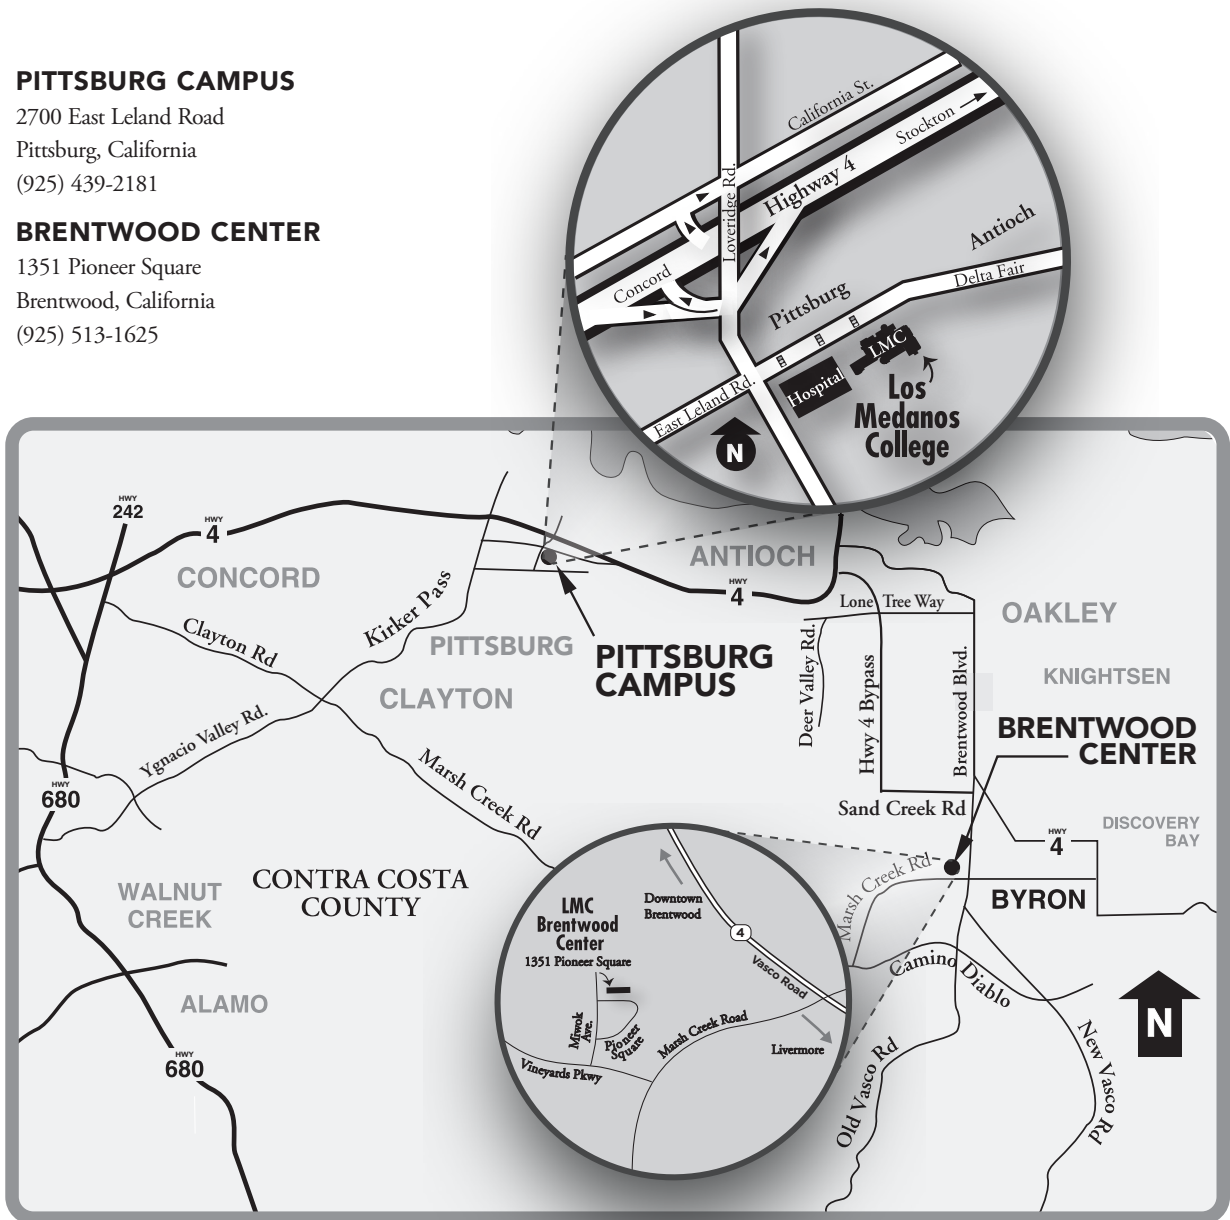 PITTSBURG CAMPUS
2700 East Leland Road
Pittsburg, California
(925) 439-2181
BRENTWOOD CENTER
1351 Pioneer Square
Brentwood, California
(925) 513-1625
California St.
Stockton
Highway 4
Loveridge Rd.
Concord
Antioch
Delta Fair
Pittsburg
LMC
Hospital
East Leland Rd.
Los
Medanos
College
N
HWY
242
HWY
4
CONCORD
Kirker Pass
Clayton Rd
PITTSBURG
CLAYTON
PITTSBURG
CAMPUS
ANTIOCH
HWY
4
Lone Tree Way
OAKLEY
Deer Valley Rd.
Hwy 4 Bypass
Brentwood Blvd.
KNIGHTSEN
BRENTWOOD
CENTER
Ygnacio Valley Rd.
Marsh Creek Rd
HWY
680
Sand Creek Rd
HWY
4
DISCOVERY
BAY
WALNUT
CREEK
CONTRA COSTA
COUNTY
Marsh Creek Rd
BYRON
LMC
Brentwood
Center
1351 Pioneer Square
Downtown
Brentwood
4
Vasco Road
Miwok
Ave.
Pioneer
Square
Marsh Creek Road
Livermore
Vineyards Pkwy
Camino Diablo
ALAMO
HWY
680
Old Vasco Rd
New Vasco Rd
N